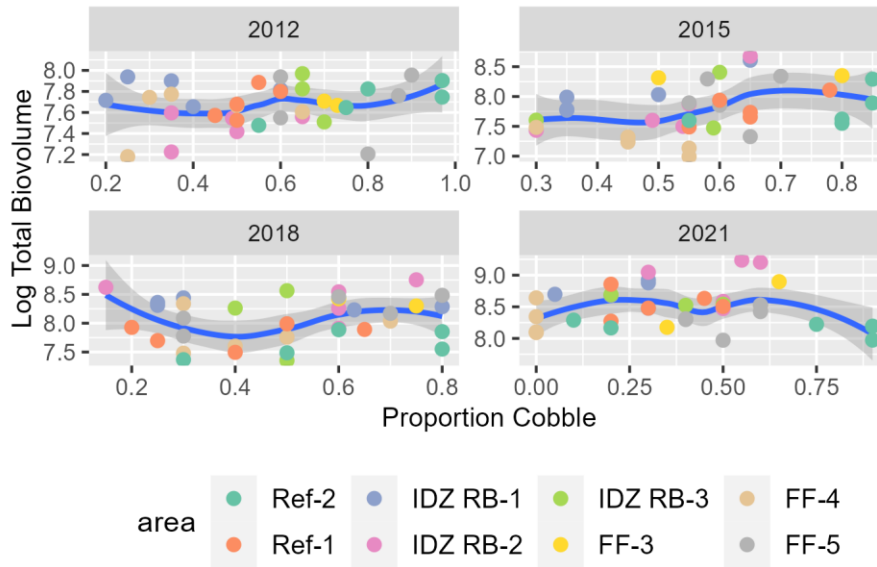 2012
2015
Log Total Biovolume
8.0
7.8
7.6
7.4
7.2
0.2 0.4 0.6 0.8 1.0
8.5
8.0
7.5
7.0
0.3 0.4 0.5 0.6 0.7 0.8
2018
2021
9.0
8.5
8.0
7.5
0.2 0.4 0.6 0.8
9.0
8.5
8.0
0.00 0.25 0.50 0.75
Proportion Cobble
area
Ref-2 IDZ RB-1 IDZ RB-3 FF-4
Ref-1 IDZ RB-2 FF-3 FF-5